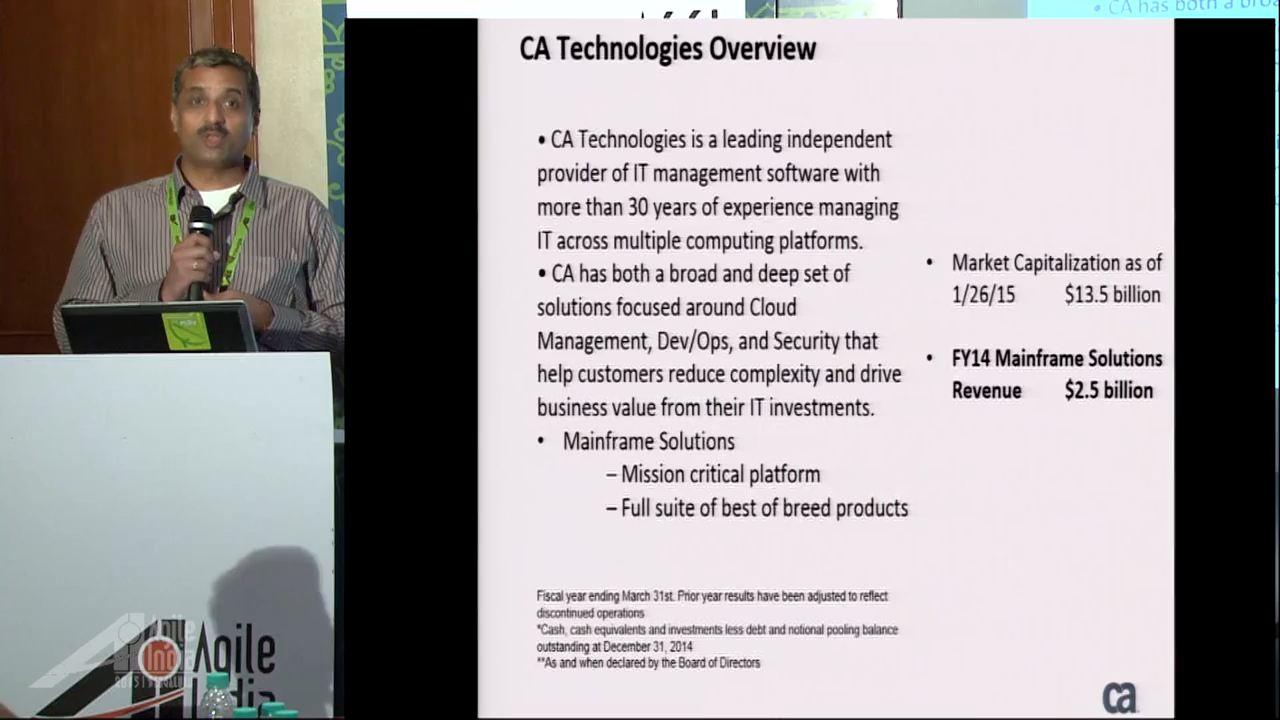 CA has both a broa
CA Technologies Overview
• CA Technologies is a leading independent
provider of IT management software with
more than 30 years of experience managing
IT across multiple computing platforms.
• CA has both a broad and deep set of
solutions focused around Cloud
Management, Dev/Ops, and Security that
help customers reduce complexity and drive
business value from their IT investments.
• Mainframe Solutions
– Mission critical platform
– Full suite of best of breed products
• Market Capitalization as of
1/26/15 $13.5 billion
• FY14 Mainframe Solutions
Revenue $2.5 billion
Fiscal year ending March 31st. Prior year results have been adjusted to reflect
discontinued operations
*Cash, cash equivalents and investments less debt and notional pooling balance
outstanding at December 31, 2014
**As and when declared by the Board of Directors
ca
Agile
India
Agile
India